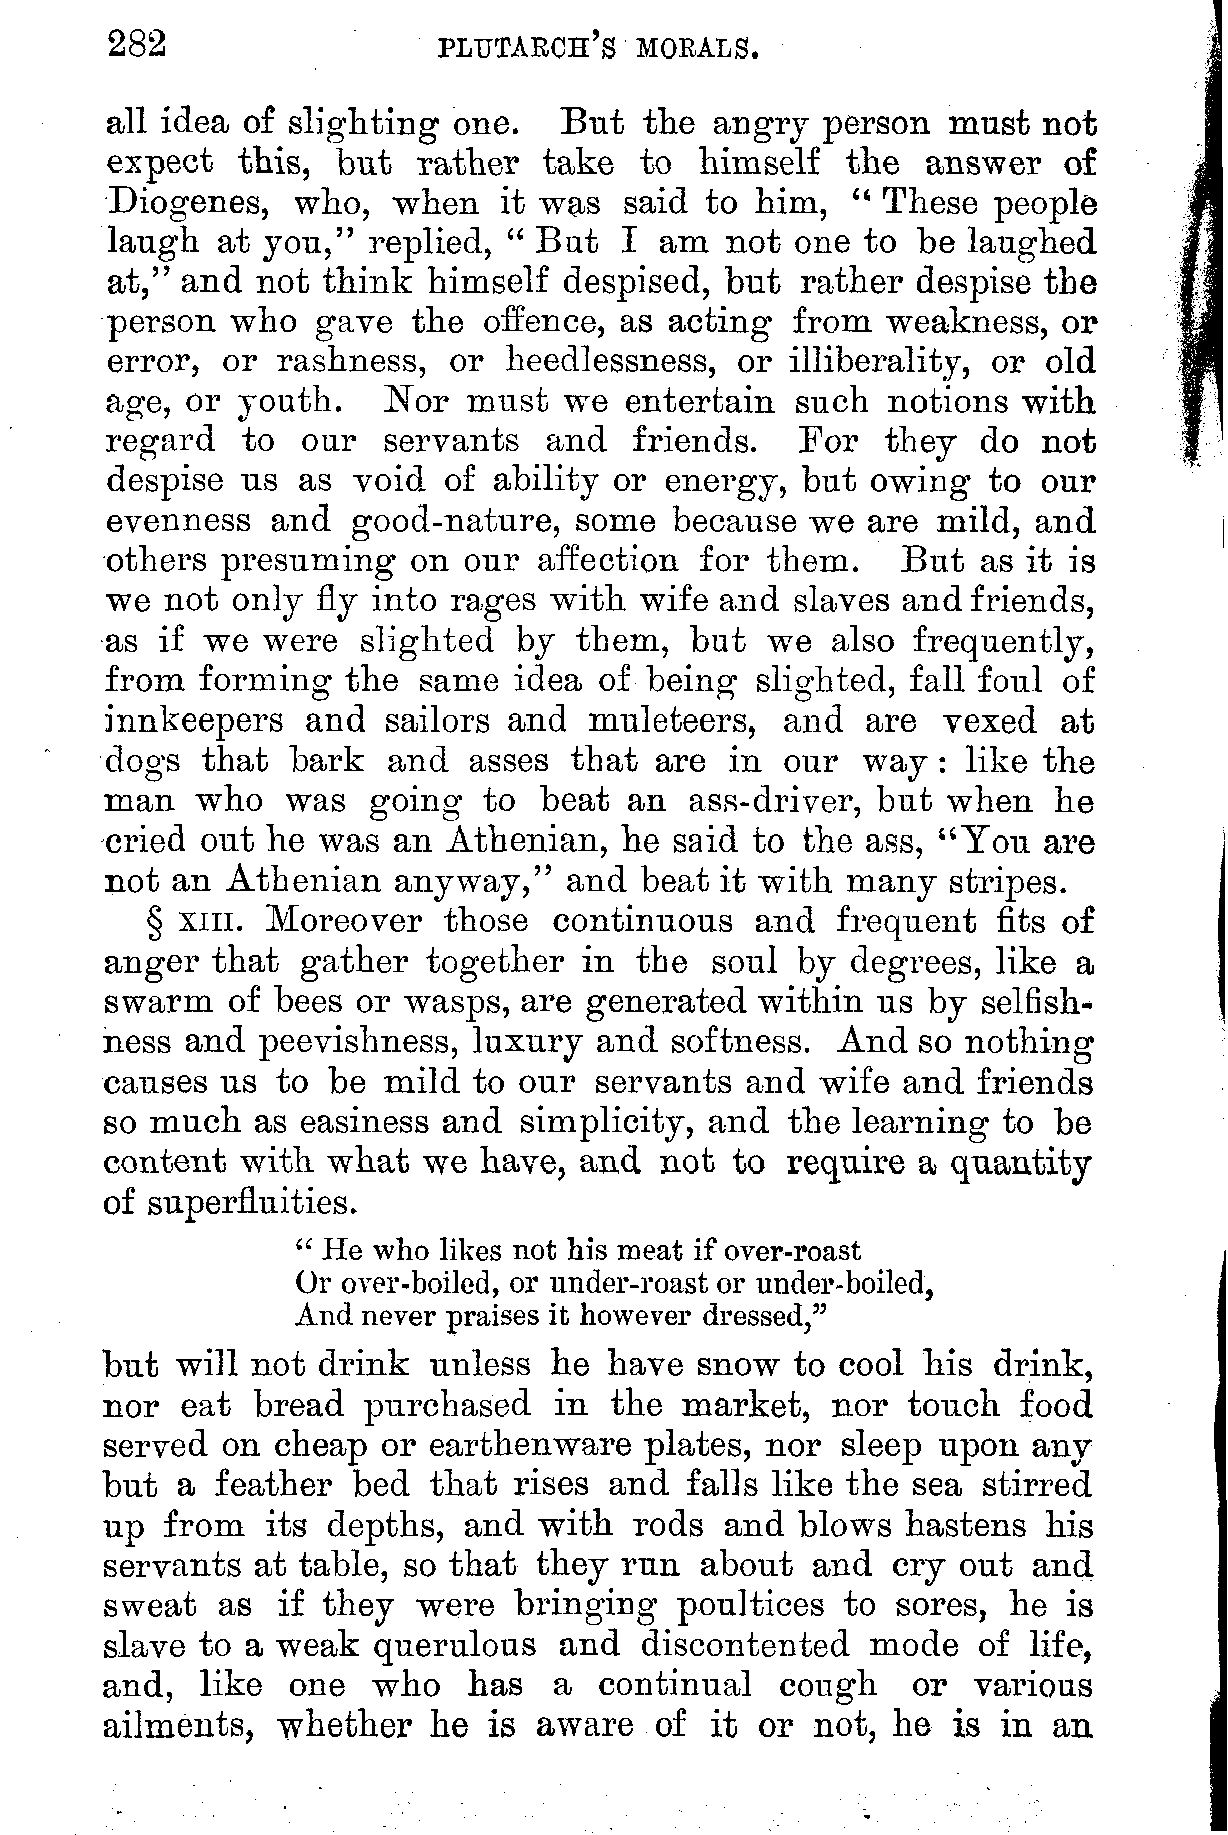 282 PLUTARCH'S MORALS.
all idea of slighting one. But the angry person must not
expect this, but rather take to himself the answer of
Diogenes, who, when it was said to him, “ These people
laugh at you,” replied, “ But I am not one to be laughed
at,” and not think himself despised, but rather despise the
person who gave the offence, as acting from weakness, or
error, or rashness, or heedlessness, or illiberality, or old
age, or youth. Nor must we entertain such notions with
regard to our servants and friends. For they do not
despise us as void of ability or energy, but owing to our
evenness and good-nature, some because we are mild, and
others presuming on our affection for them. But as it is
we not only fly into rages with wife and slaves and friends,
as if we were slighted by them, but we also frequently,
from forming the same idea of being slighted, fall foul of
innkeepers and sailors and muleteers, and are vexed at
dogs that bark and asses that are in our way : like the
man who was going to beat an ass-driver, but when he
cried out he was an Athenian, he said to the ass, “You are
not an Athenian anyway,” and beat it with many stripes.
§ XIII. Moreover those continuous and frequent fits of
anger that gather together in the soul by degrees, like a
swarm of bees or wasps, are generated within us by selfish-
ness and peevishness, luxury and softness. And so nothing
causes us to be mild to our servants and wife and friends
so much as easiness and simplicity, and the learning to be
content with what we have, and not to require a quantity
of superfluities.
“ He who likes not his meat if over-roast
Or over-boiled, or under-roast or under-boiled,
And never praises it however dressed,”
but will not drink unless he have snow to cool his drink,
nor eat bread purchased in the market, nor touch food
served on cheap or earthenware plates, nor sleep upon any
but a feather bed that rises and falls like the sea stirred
up from its depths, and with rods and blows hastens his
servants at table, so that they run about and cry out and
sweat as if they were bringing poultices to sores, he is
slave to a weak querulous and discontented mode of life,
and, like one who has a continual cough or various
ailments, whether he is aware of it or not, he is in an